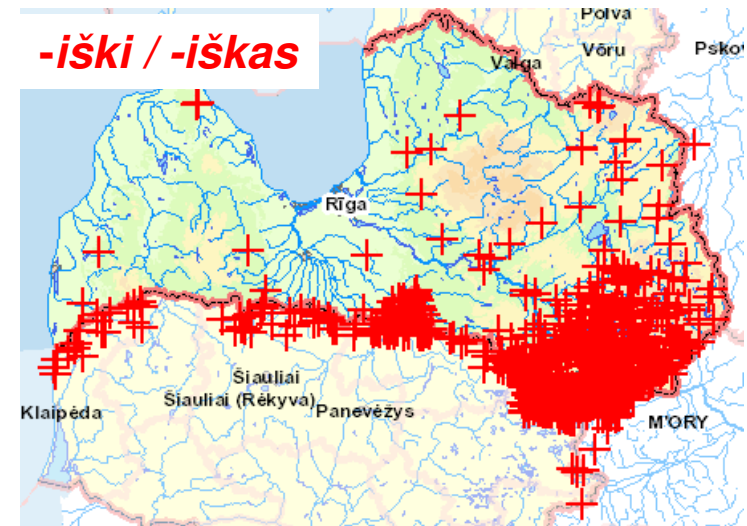 -iški / -iškas
Polva
Võru
Pskov
Valga
Rīga
Šiauliai
Klaipėda
Šiauliai (Rėkyva)
Panevėžys
M'ORY